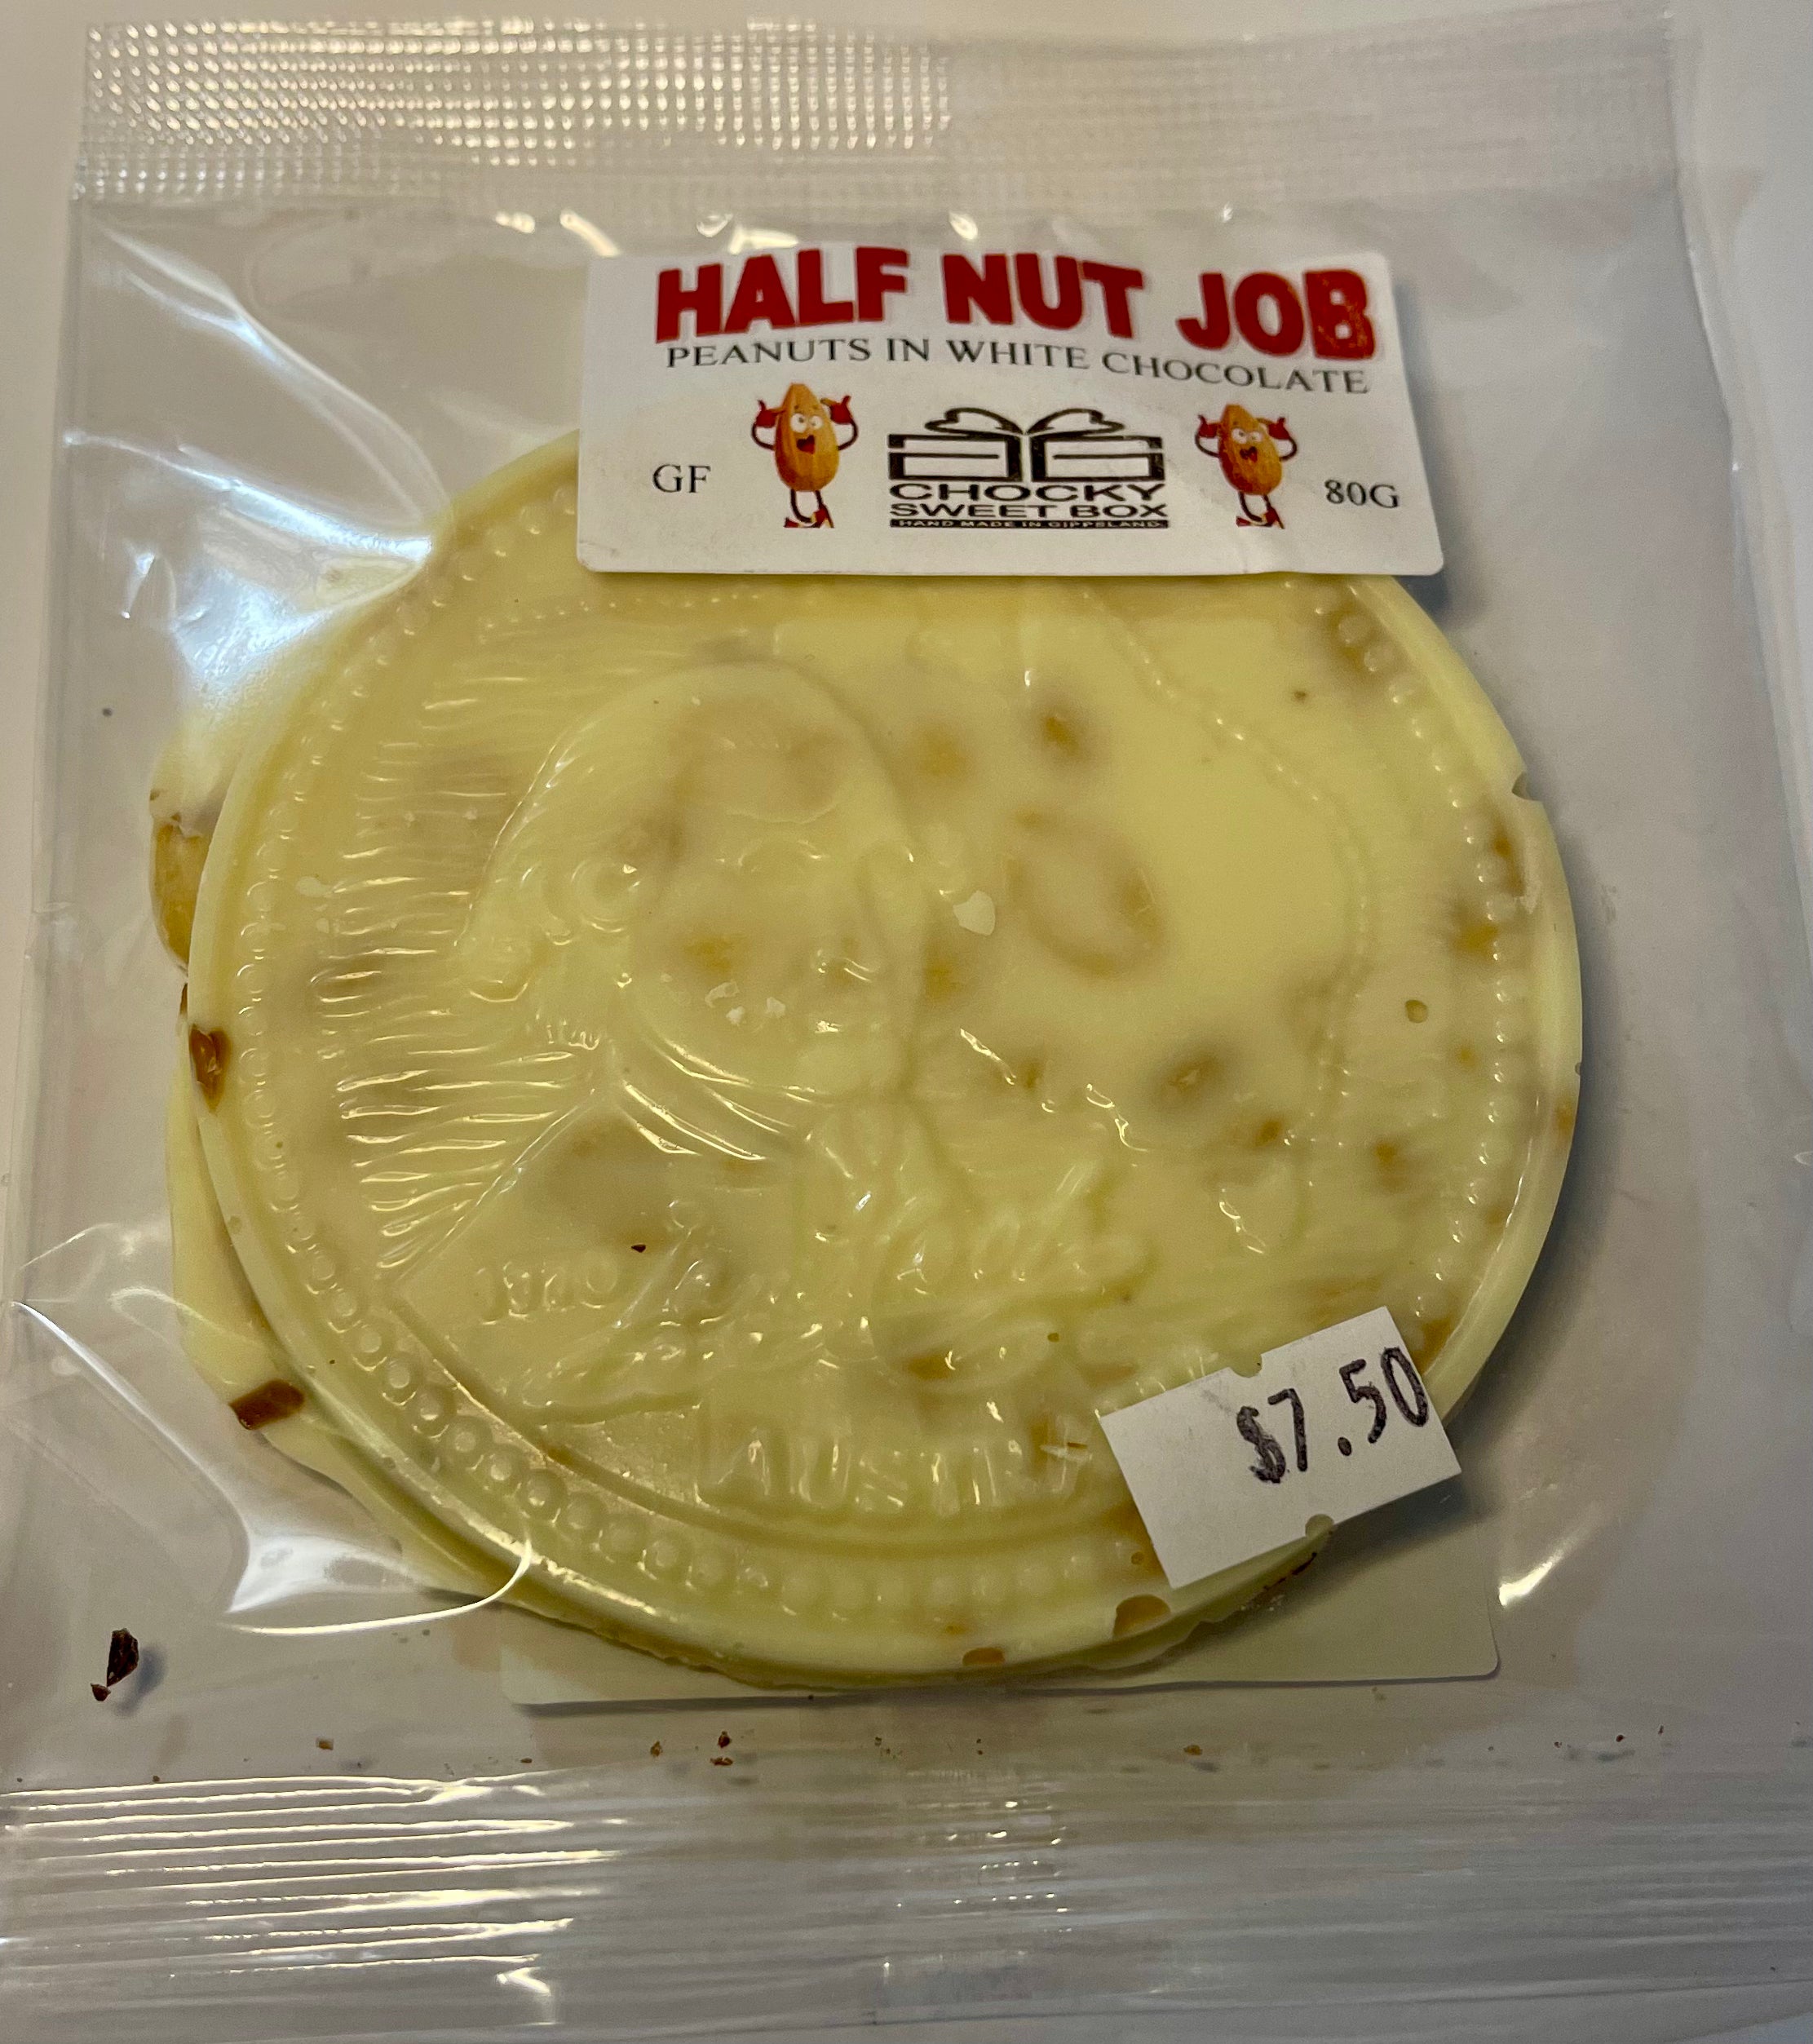 HALF NUT JOB
PEANUTS IN WHITE CHOCOLATE
GF
80G
CHOCKY
SWEET BOX
HAND MADE IN GIPPSLAND
$7.50